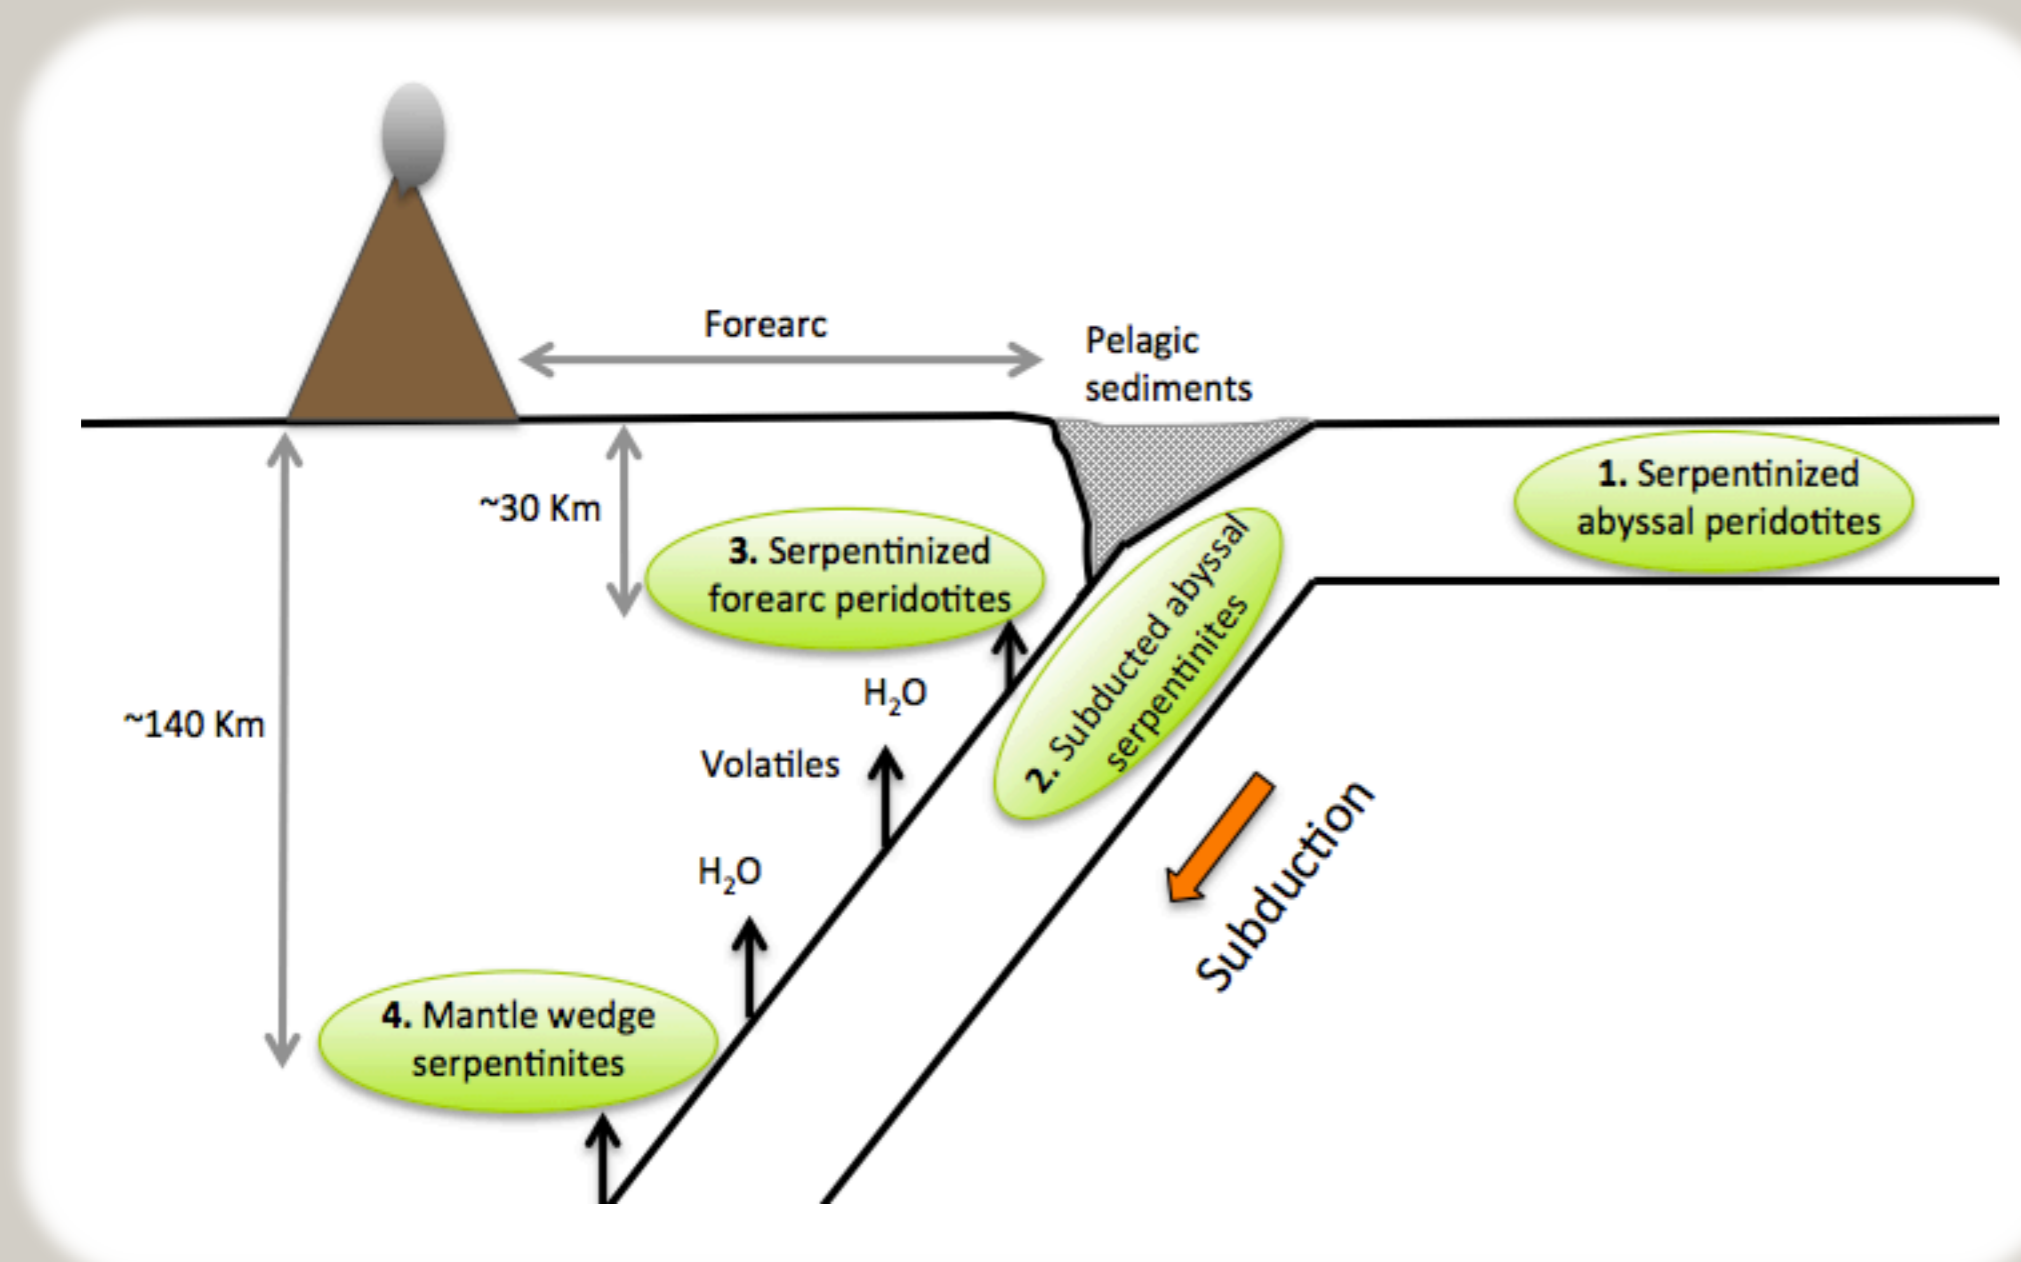 Forearc
Pelagic
sediments
~30 Km
1. Serpentinized
abyssal peridotites
3. Serpentinized
forearc peridotites
2. Subducted abyssal
serpentinites
H₂O
~140 Km
Volatiles
H₂O
Subduction
4. Mantle wedge
serpentinites